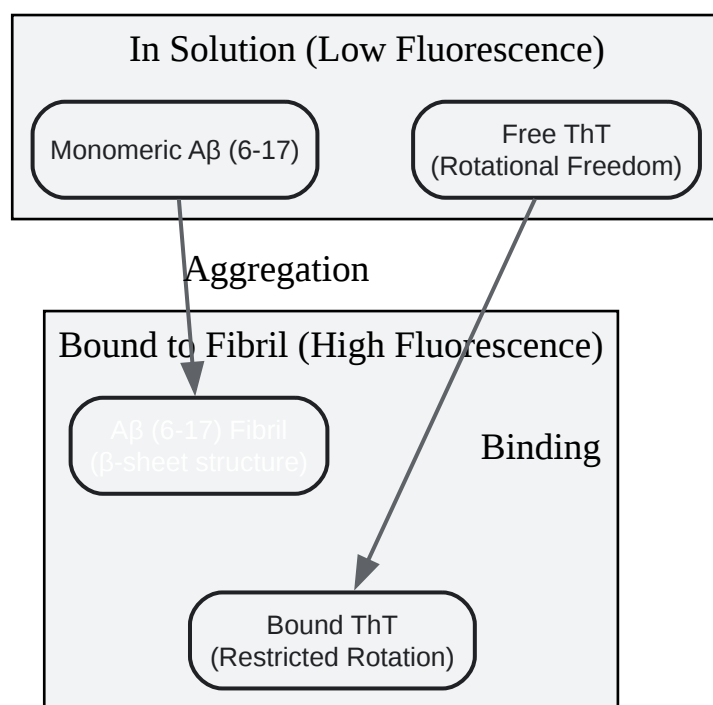 In Solution (Low Fluorescence)
Monomeric Aβ (6-17)
Free ThT
(Rotational Freedom)
Aggregation
Bound to Fibril (High Fluorescence)
Aβ (6-17) Fibril
(β-sheet structure)
Binding
Bound ThT
(Restricted Rotation)